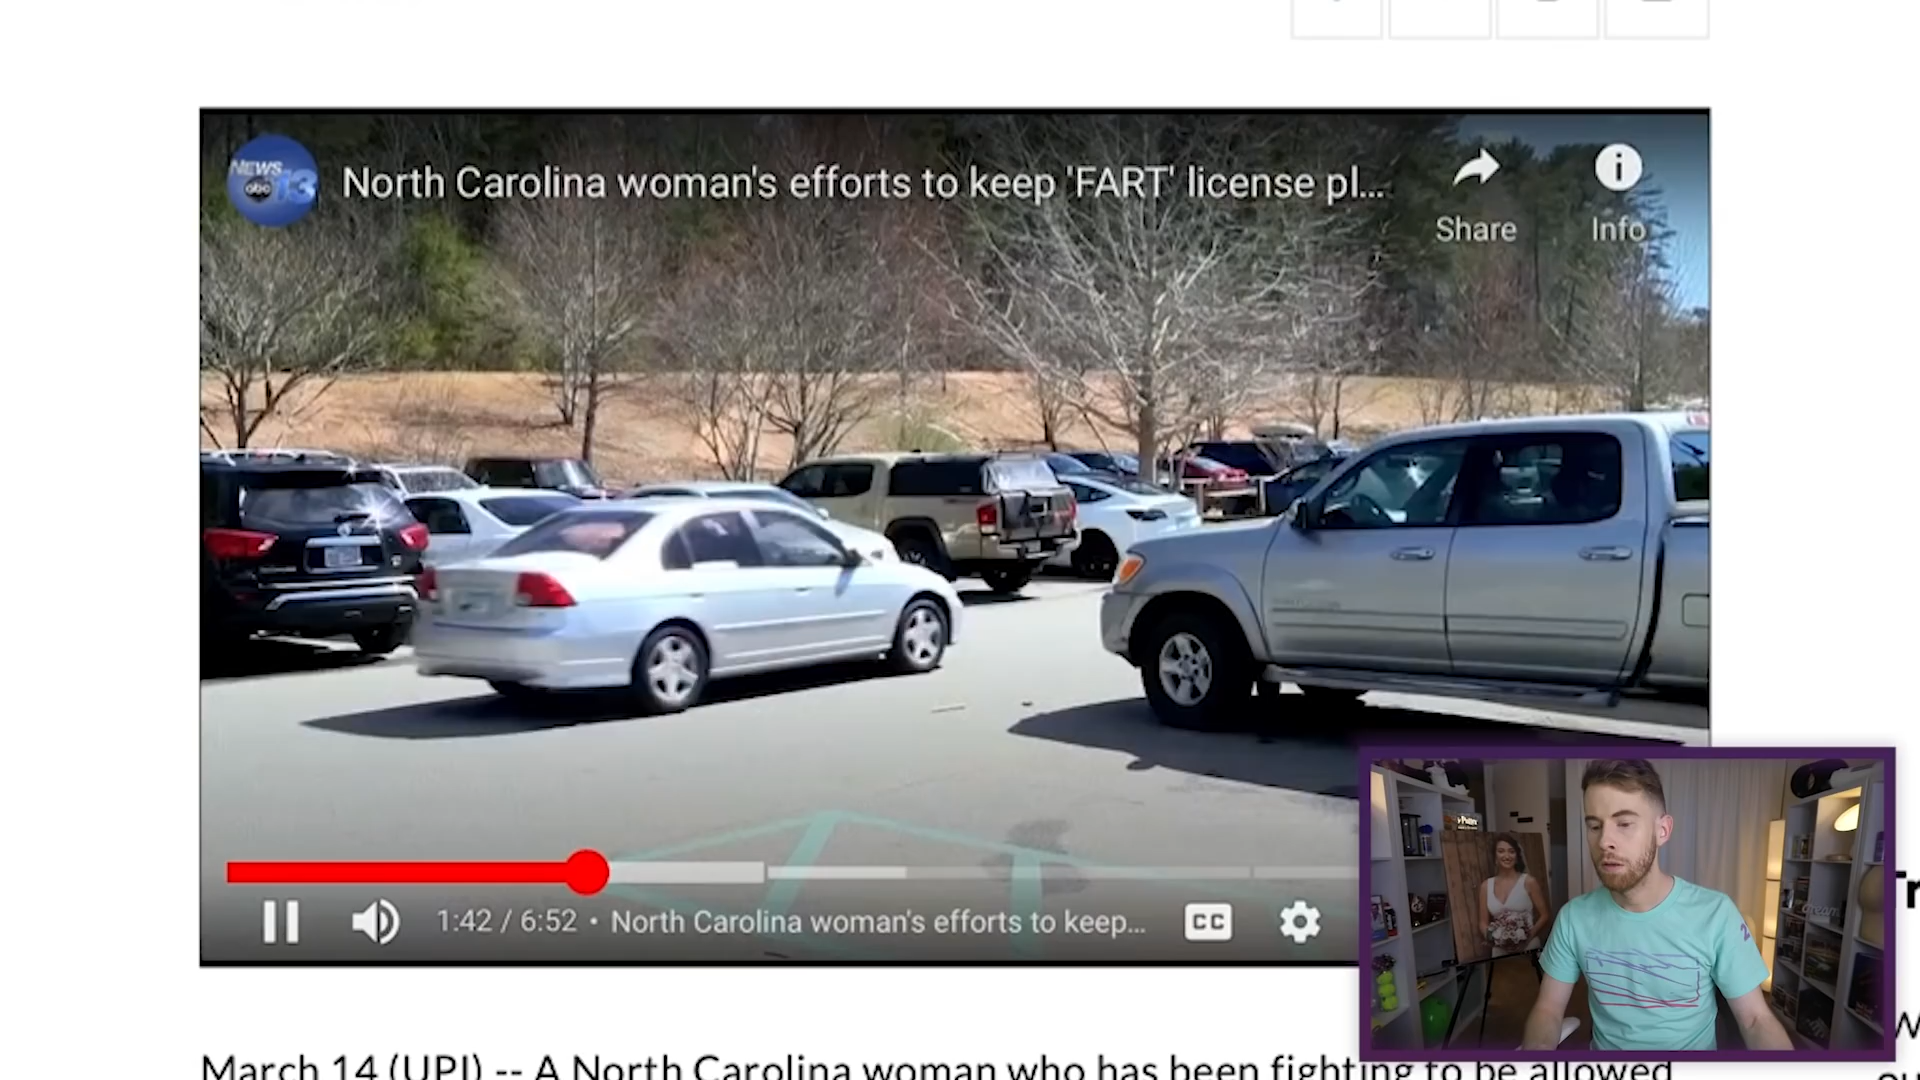 NEWS
abc 13
North Carolina woman's efforts to keep 'FART' license pl...
Share
Info
1:42 / 6:52 • North Carolina woman's efforts to keep...
CC
March 14 (UPI) -- A North Carolina woman who has been fighting to be allowed